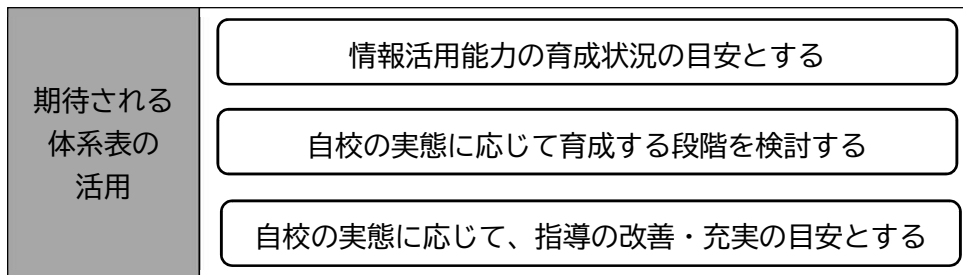 期待される
体系表の
活用
情報活用能力の育成状況の目安とする
自校の実態に応じて育成する段階を検討する
自校の実態に応じて、指導の改善・充実の目安とする